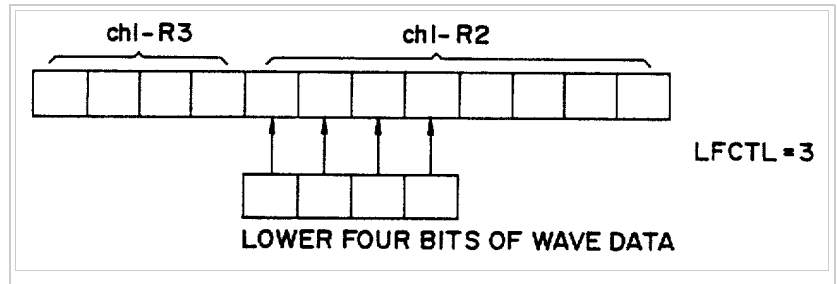 chl-R3
chl-R2
LFCTL=3
LOWER FOUR BITS OF WAVE DATA